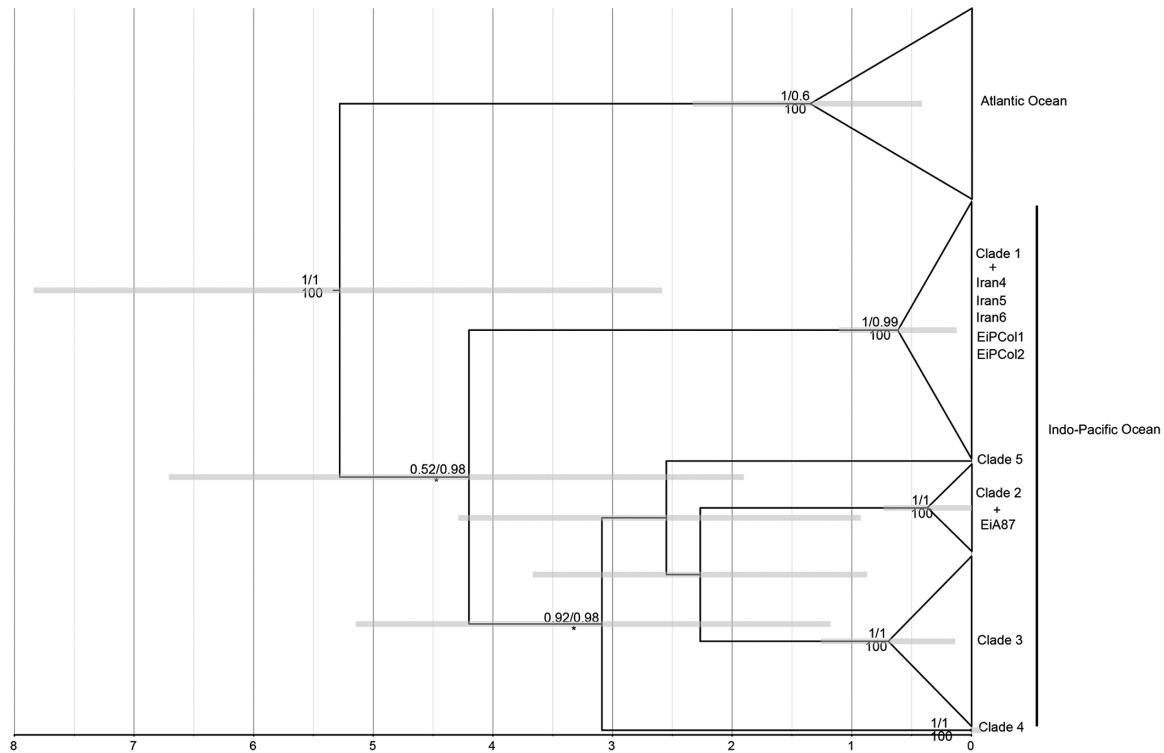 1/0.6
100
Atlantic Ocean
Clade 1
+
Iran4
Iran5
Iran6
EiPCol1
EiPCol2
1/1
100
1/0.99
100
Indo-Pacific Ocean
Clade 5
0.52/0.98
*
Clade 2
+
EiA87
1/1
100
0.92/0.98
*
1/1
100
Clade 3
1/1
100
Clade 4
8 7 6 5 4 3 2 1 0